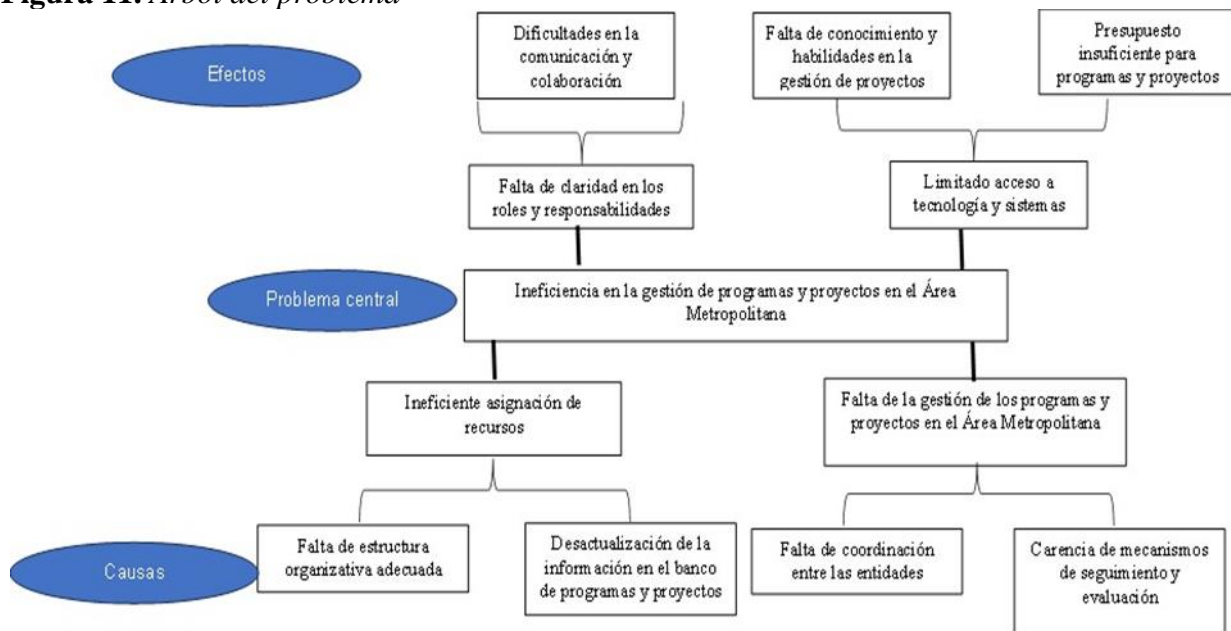 Figura 11. Árbol del problema
Efectos
Dificultades en la
comunicación y
colaboración
Falta de conocimiento y
habilidades en la
gestión de proyectos
Presupuesto
insuficiente para
programas y proyectos
Falta de claridad en los
roles y responsabilidades
Limitado acceso a
tecnología y sistemas
Problema central
Ineficiencia en la gestión de programas y proyectos en el Área
Metropolitana
Ineficiente asignación de
recursos
Falta de la gestión de los programas y
proyectos en el Área Metropolitana
Causas
Falta de estructura
organizativa adecuada
Desactualización de la
información en el banco
de programas y proyectos
Falta de coordinación
entre las entidades
Carencia de mecanismos
de seguimiento y
evaluación